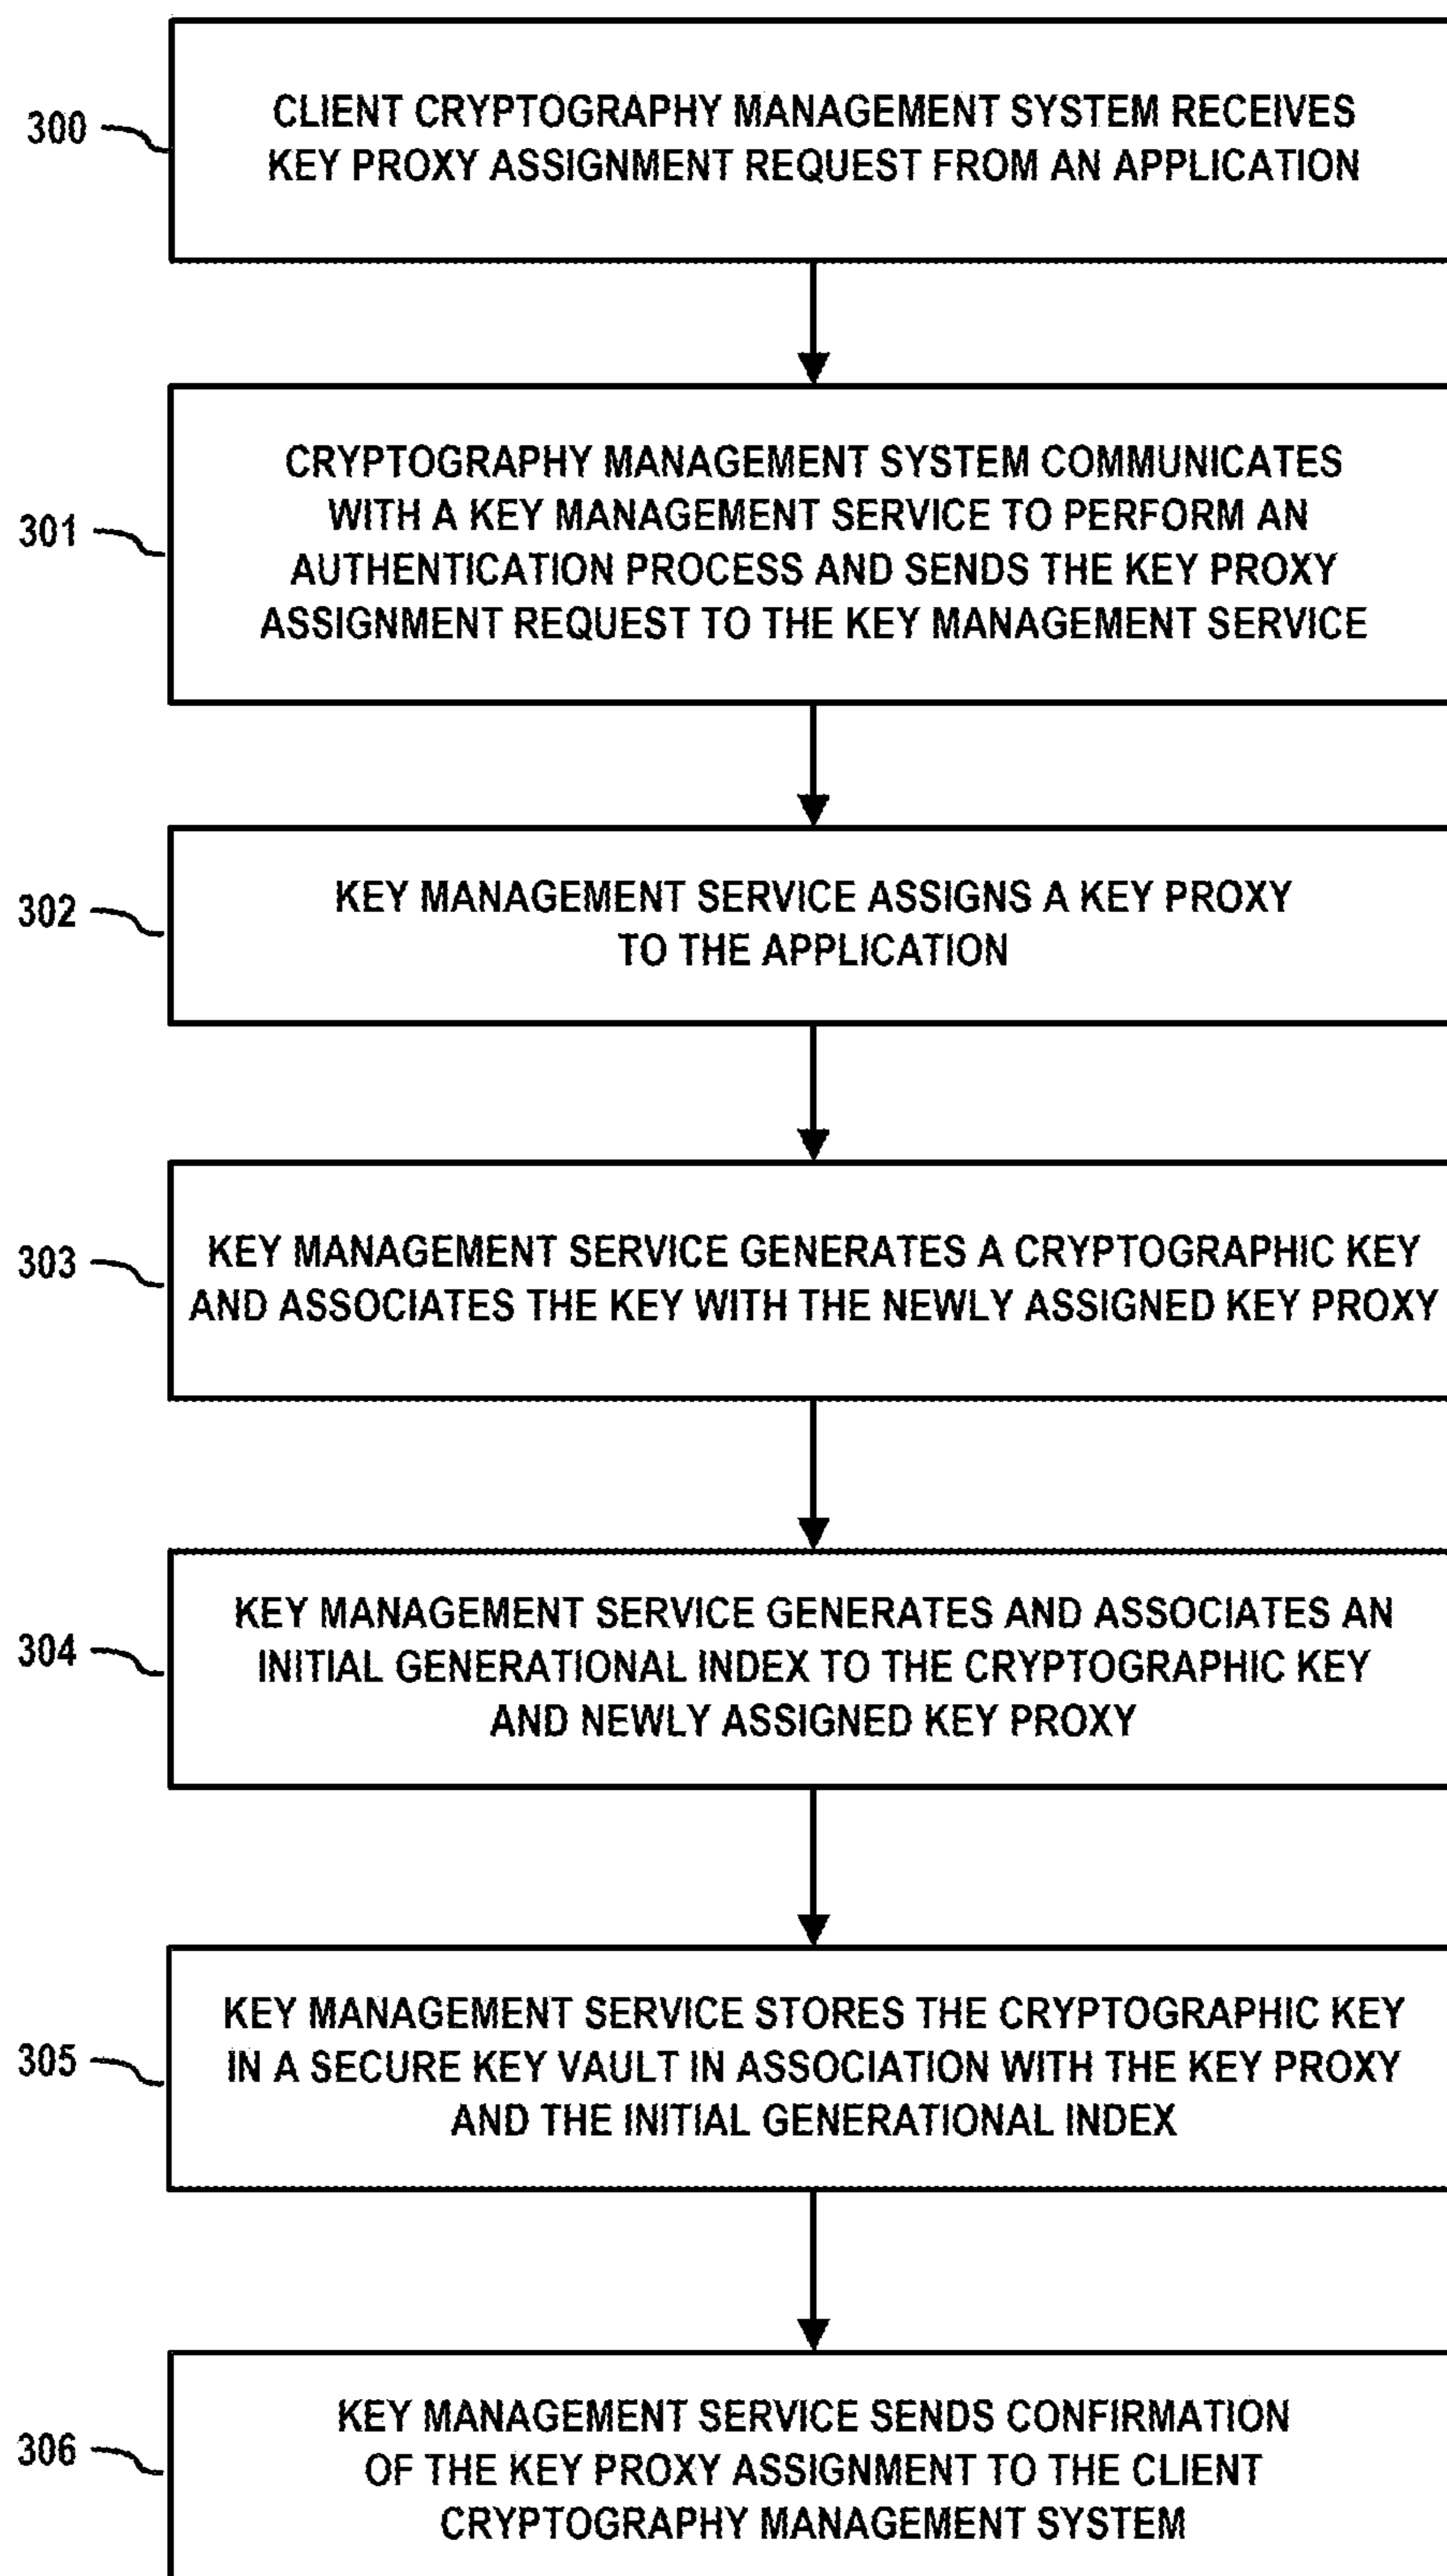 300
CLIENT CRYPTOGRAPHY MANAGEMENT SYSTEM RECEIVES
KEY PROXY ASSIGNMENT REQUEST FROM AN APPLICATION
301
CRYPTOGRAPHY MANAGEMENT SYSTEM COMMUNICATES
WITH A KEY MANAGEMENT SERVICE TO PERFORM AN
AUTHENTICATION PROCESS AND SENDS THE KEY PROXY
ASSIGNMENT REQUEST TO THE KEY MANAGEMENT SERVICE
302
KEY MANAGEMENT SERVICE ASSIGNS A KEY PROXY
TO THE APPLICATION
303
KEY MANAGEMENT SERVICE GENERATES A CRYPTOGRAPHIC KEY
AND ASSOCIATES THE KEY WITH THE NEWLY ASSIGNED KEY PROXY
304
KEY MANAGEMENT SERVICE GENERATES AND ASSOCIATES AN
INITIAL GENERATIONAL INDEX TO THE CRYPTOGRAPHIC KEY
AND NEWLY ASSIGNED KEY PROXY
305
KEY MANAGEMENT SERVICE STORES THE CRYPTOGRAPHIC KEY
IN A SECURE KEY VAULT IN ASSOCIATION WITH THE KEY PROXY
AND THE INITIAL GENERATIONAL INDEX
306
KEY MANAGEMENT SERVICE SENDS CONFIRMATION
OF THE KEY PROXY ASSIGNMENT TO THE CLIENT
CRYPTOGRAPHY MANAGEMENT SYSTEM